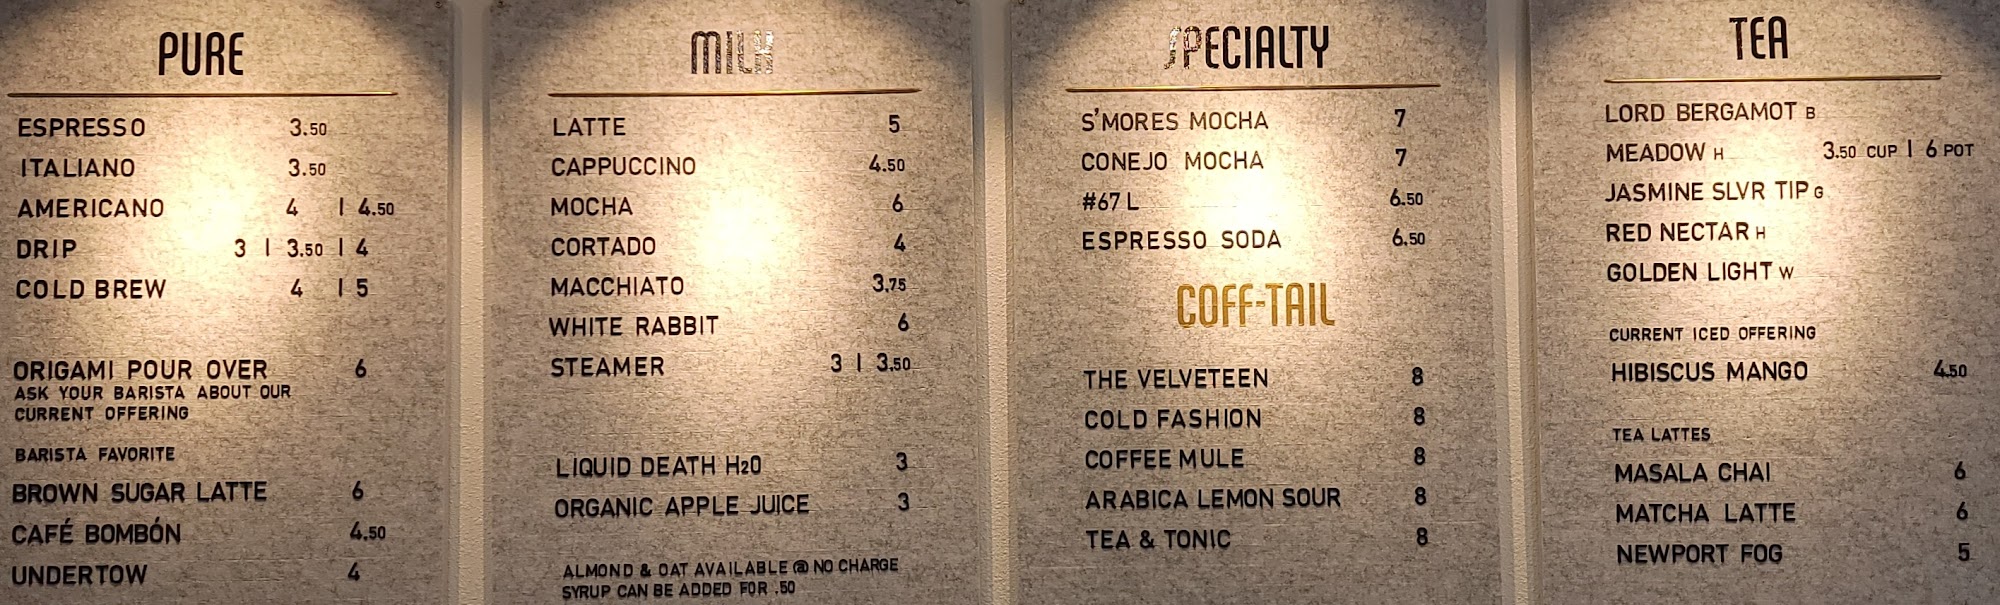 PURE
ESPRESSO 3.50
ITALIANO 3.50
AMERICANO 4 | 4.50
DRIP 3 | 3.50 | 4
COLD BREW 4 | 5
ORIGAMI POUR OVER 6
ASK YOUR BARISTA ABOUT OUR
CURRENT OFFERING
BARISTA FAVORITE
BROWN SUGAR LATTE 6
CAFÉ BOMBÓN 4.50
UNDERTOW 4
MILK
LATTE 5
CAPPUCCINO 4.50
MOCHA 6
CORTADO 4
MACCHIATO 3.75
WHITE RABBIT 6
STEAMER 3 | 3.50
LIQUID DEATH H2O 3
ORGANIC APPLE JUICE 3
ALMOND & OAT AVAILABLE @ NO CHARGE
SYRUP CAN BE ADDED FOR .50
SPECIALTY
S'MORES MOCHA 7
CONEJO MOCHA 7
#67 L 6.50
ESPRESSO SODA 6.50
COFF-TAIL
THE VELVETEEN 8
COLD FASHION 8
COFFEE MULE 8
ARABICA LEMON SOUR 8
TEA & TONIC 8
TEA
LORD BERGAMOT B
MEADOW H 3.50 CUP | 6 POT
JASMINE SLVR TIP G
RED NECTAR H
GOLDEN LIGHT W
CURRENT ICED OFFERING
HIBISCUS MANGO 4.50
TEA LATTES
MASALA CHAI 6
MATCHA LATTE 6
NEWPORT FOG 5